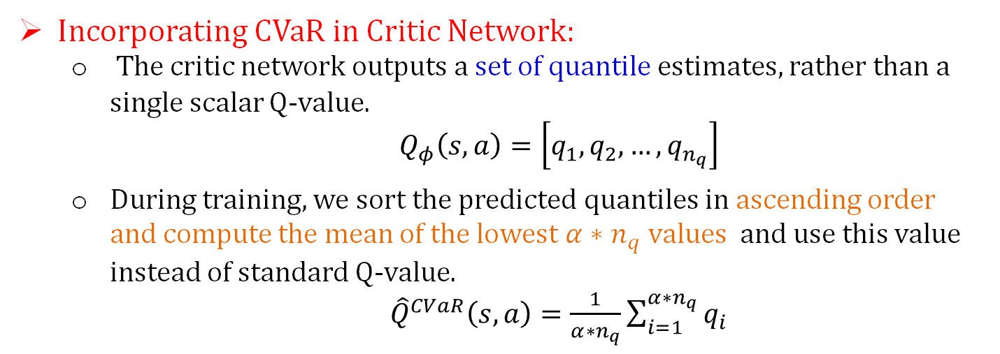 ➢ Incorporating CVaR in Critic Network:
○ The critic network outputs a set of quantile estimates, rather than a
single scalar Q-value.
$Q_\phi(s, a) = [q_1, q_2, \ldots, q_{n_q}]$
○ During training, we sort the predicted quantiles in ascending order
and compute the mean of the lowest $\alpha * n_q$ values and use this value
instead of standard Q-value.
$\hat{Q}^{CVaR}(s, a) = \frac{1}{\alpha * n_q} \sum_{i=1}^{\alpha * n_q} q_i$